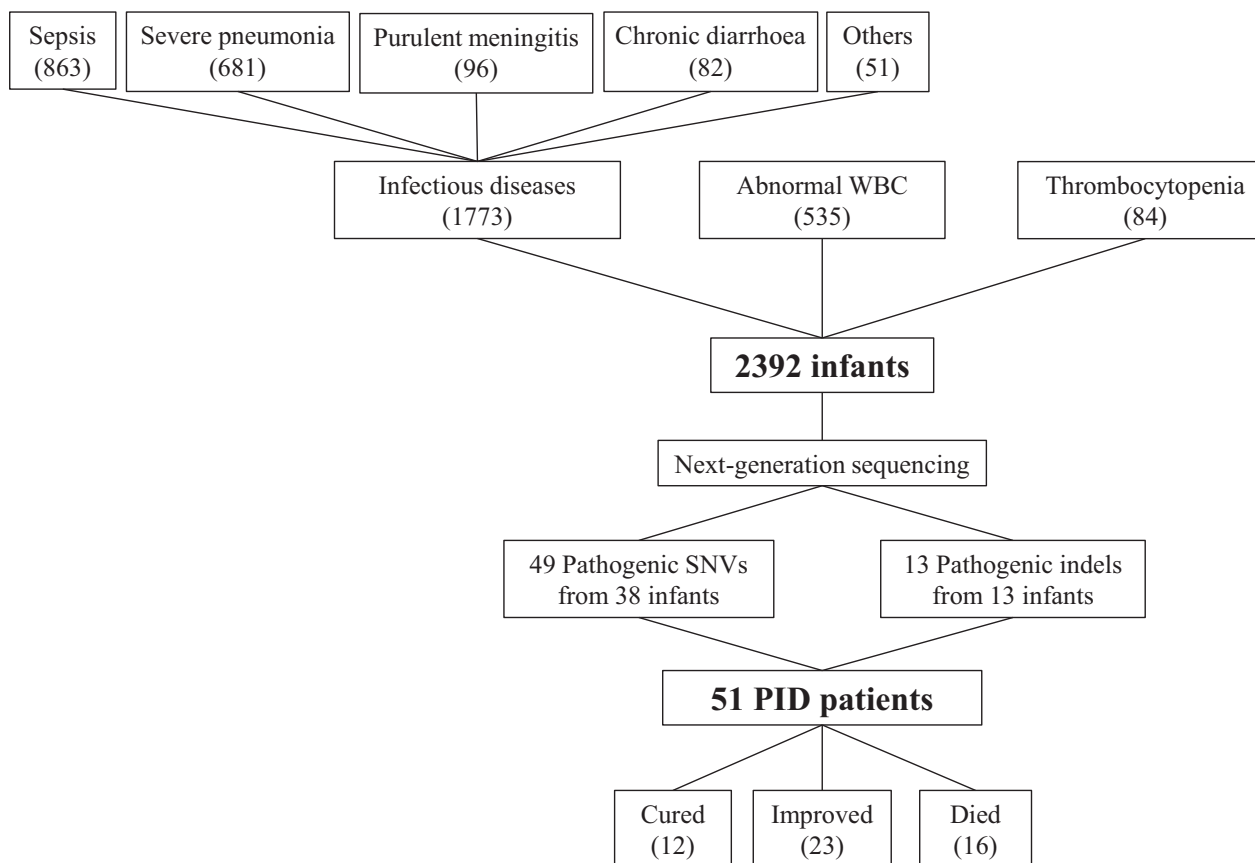 Sepsis
(863)
Severe pneumonia
(681)
Purulent meningitis
(96)
Chronic diarrhoea
(82)
Others
(51)
Infectious diseases
(1773)
Abnormal WBC
(535)
Thrombocytopenia
(84)
2392 infants
Next-generation sequencing
49 Pathogenic SNVs
from 38 infants
13 Pathogenic indels
from 13 infants
51 PID patients
Cured
(12)
Improved
(23)
Died
(16)